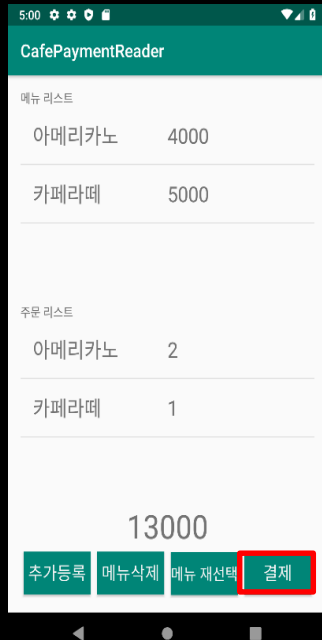 5:00
CafePaymentReader
메뉴 리스트
아메리카노 4000
카페라떼 5000
주문 리스트
아메리카노 2
카페라떼 1
13000
추가등록 메뉴삭제 메뉴 재선택 결제